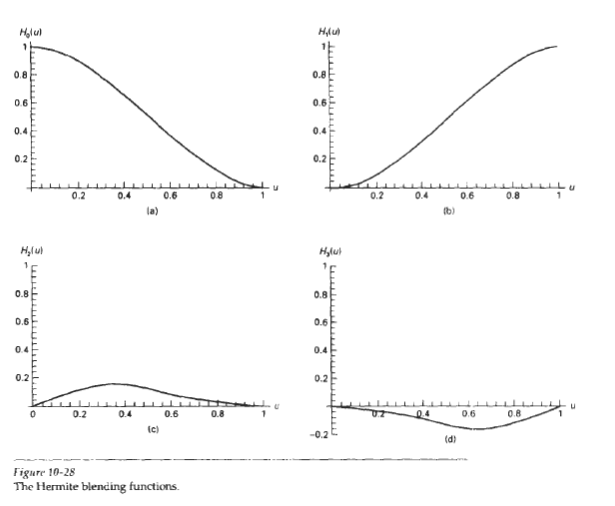 H₀(u) H₁(u)
1 1
0.8 0.8
0.6 0.6
0.4 0.4
0.2 0.2
0.2 0.4 0.6 0.8 1 u 0.2 0.4 0.6 0.8 1 u
(a) (b)
H₂(u) H₃(u)
1 1
0.8 0.8
0.6 0.6
0.4 0.4
0.2 0.2
0 0.2 0.4 0.6 0.8 1 u 0.2 0.4 0.6 0.8 1 u
-0.2
(c) (d)
Figure 10-28
The Hermite blending functions.